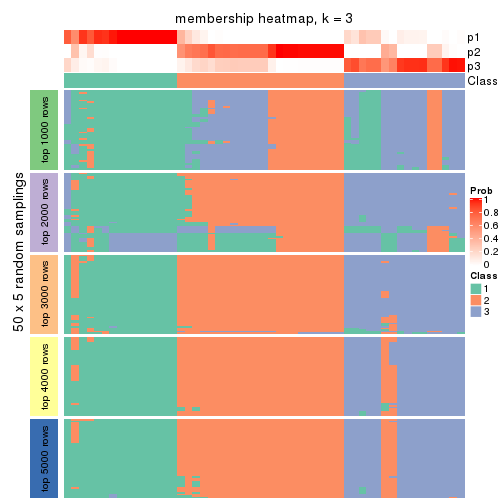 membership heatmap, k = 3
p1
p2
p3
Class
50 x 5 random samplings
top 1000 rows
top 2000 rows
top 3000 rows
top 4000 rows
top 5000 rows
Prob
1
0.8
0.6
0.4
0.2
0
Class
1
2
3